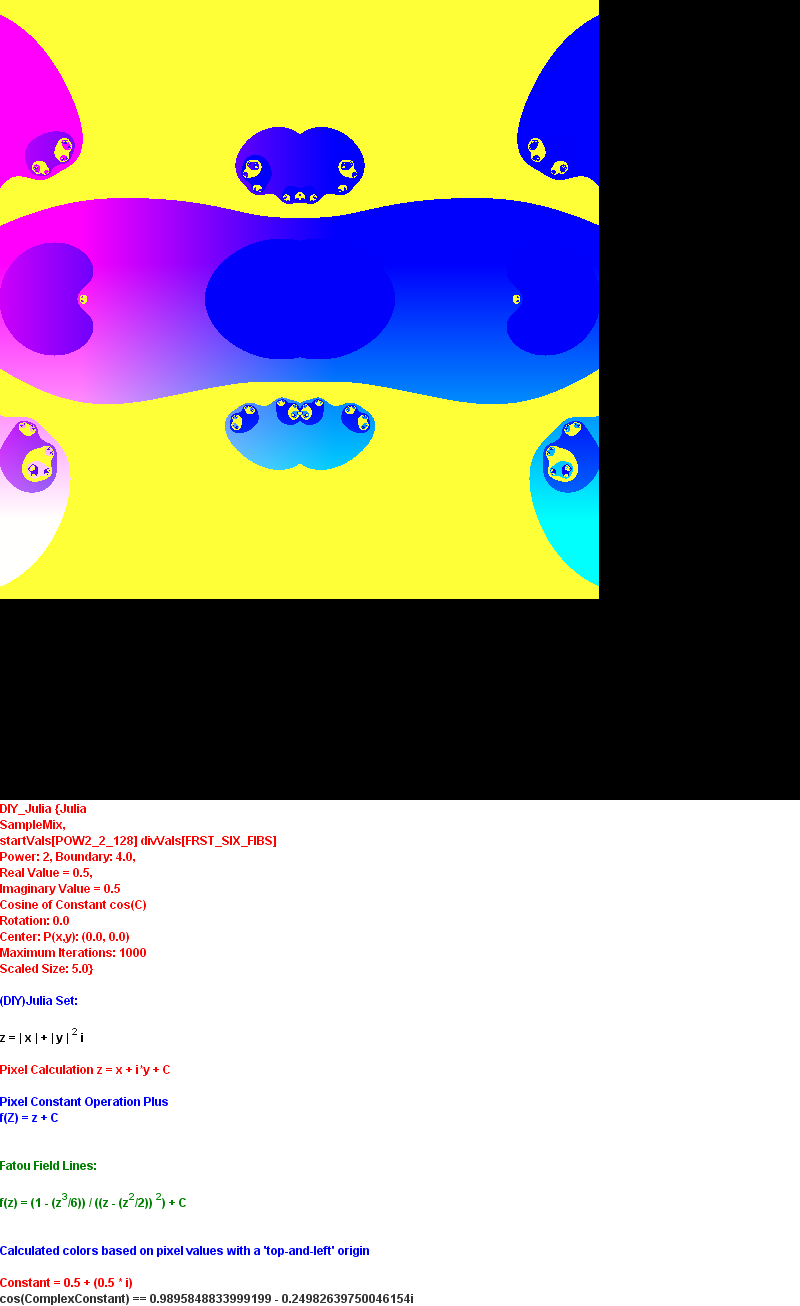 DIY_Julia {Julia
SampleMix,
startVals[POW2_2_128] divVals[FRST_SIX_FIBS]
Power: 2, Boundary: 4.0,
Real Value = 0.5,
Imaginary Value = 0.5
Cosine of Constant cos(C)
Rotation: 0.0
Center: P(x,y): (0.0, 0.0)
Maximum Iterations: 1000
Scaled Size: 5.0}
(DIY)Julia Set:
z = | x | + | y | ² i
Pixel Calculation z = x + i*y + C
Pixel Constant Operation Plus
f(Z) = z + C
Fatou Field Lines:
f(z) = (1 - (z³/6)) / ((z - (z²/2)) ²) + C
Calculated colors based on pixel values with a 'top-and-left' origin
Constant = 0.5 + (0.5 * i)
cos(ComplexConstant) == 0.9895848833999199 - 0.24982639750046154i